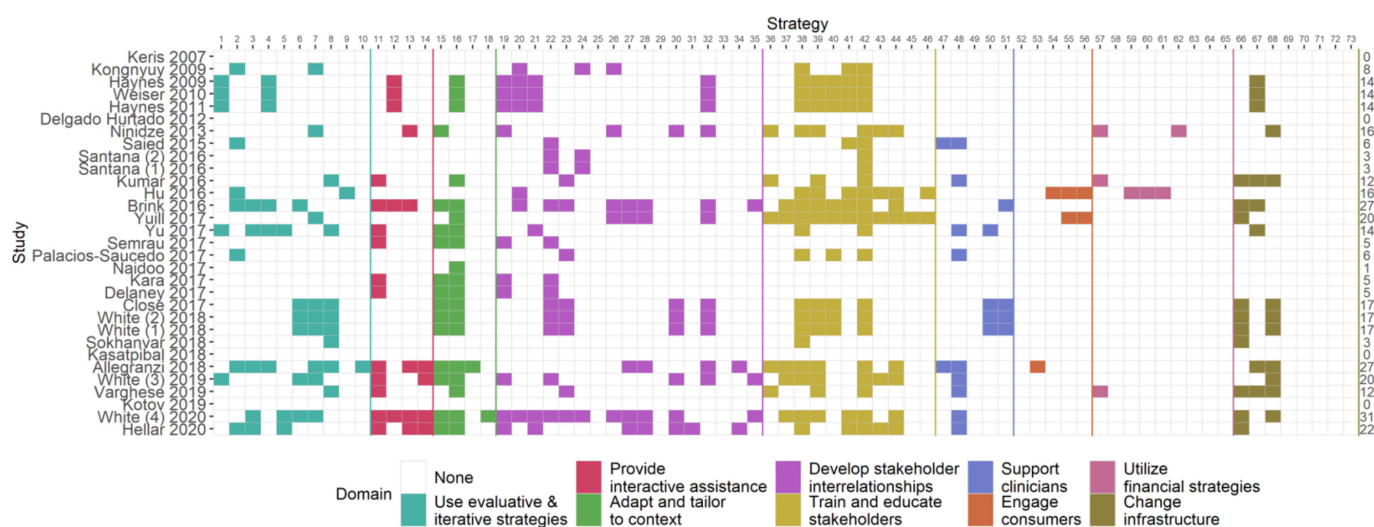 Strategy
1 2 3 4 5 6 7 8 9 10 11 12 13 14 15 16 17 18 19 20 21 22 23 24 25 26 27 28 29 30 31 32 33 34 35 36 37 38 39 40 41 42 43 44 45 46 47 48 49 50 51 52 53 54 55 56 57 58 59 60 61 62 63 64 65 66 67 68 69 70 71 72 73
Study
Keris 2007 0
Kongnyuy 2009 8
Haynes 2009 14
Weiser 2010 14
Haynes 2011 14
Delgado Hurtado 2012 0
Ninidze 2013 16
Saied 2015 6
Santana (2) 2016 3
Santana (1) 2016 3
Kumar 2016 12
Hu 2016 16
Brink 2016 27
Yuill 2017 20
Yu 2017 14
Semrau 2017 5
Palacios-Saucedo 2017 6
Naidoo 2017 1
Kara 2017 5
Delaney 2017 5
Close 2017 17
White (2) 2018 17
White (1) 2018 17
Sokhanvar 2018 3
Kasatpibal 2018 0
Allegranzi 2018 27
White (3) 2019 20
Varghese 2019 12
Kotov 2019 0
White (4) 2020 31
Hellar 2020 22
Domain
None
Use evaluative &
iterative strategies
Provide
interactive assistance
Adapt and tailor
to context
Develop stakeholder
interrelationships
Train and educate
stakeholders
Support
clinicians
Engage
consumers
Utilize
financial strategies
Change
infrastructure